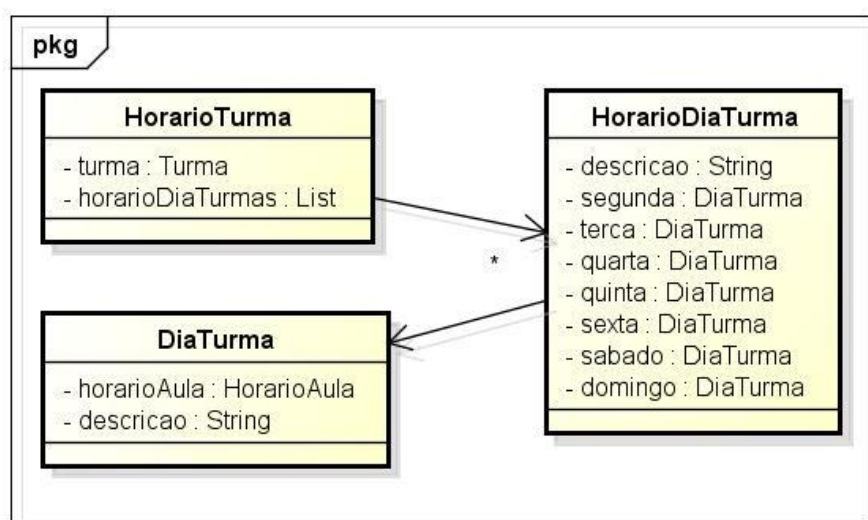 pkg
HorarioTurma
- turma : Turma
- horarioDiaTurmas : List
HorarioDiaTurma
- descricao : String
- segunda : DiaTurma
- terca : DiaTurma
- quarta : DiaTurma
- quinta : DiaTurma
- sexta : DiaTurma
- sabado : DiaTurma
- domingo : DiaTurma
*
DiaTurma
- horarioAula : HorarioAula
- descricao : String